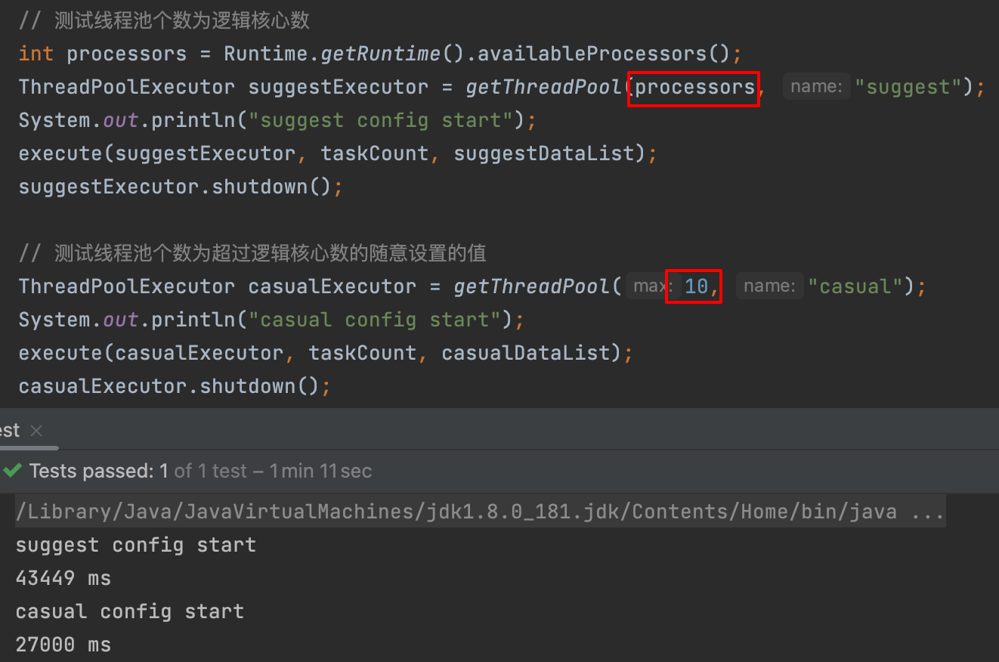 // 测试线程池个数为逻辑核心数
int processors = Runtime.getRuntime().availableProcessors();
ThreadPoolExecutor suggestExecutor = getThreadPool(processors, name: "suggest");
System.out.println("suggest config start");
execute(suggestExecutor, taskCount, suggestDataList);
suggestExecutor.shutdown();
// 测试线程池个数为超过逻辑核心数的随意设置的值
ThreadPoolExecutor casualExecutor = getThreadPool( max: 10, name: "casual");
System.out.println("casual config start");
execute(casualExecutor, taskCount, casualDataList);
casualExecutor.shutdown();
est ×
Tests passed: 1 of 1 test – 1 min 11 sec
/Library/Java/JavaVirtualMachines/jdk1.8.0_181.jdk/Contents/Home/bin/java ...
suggest config start
43449 ms
casual config start
27000 ms